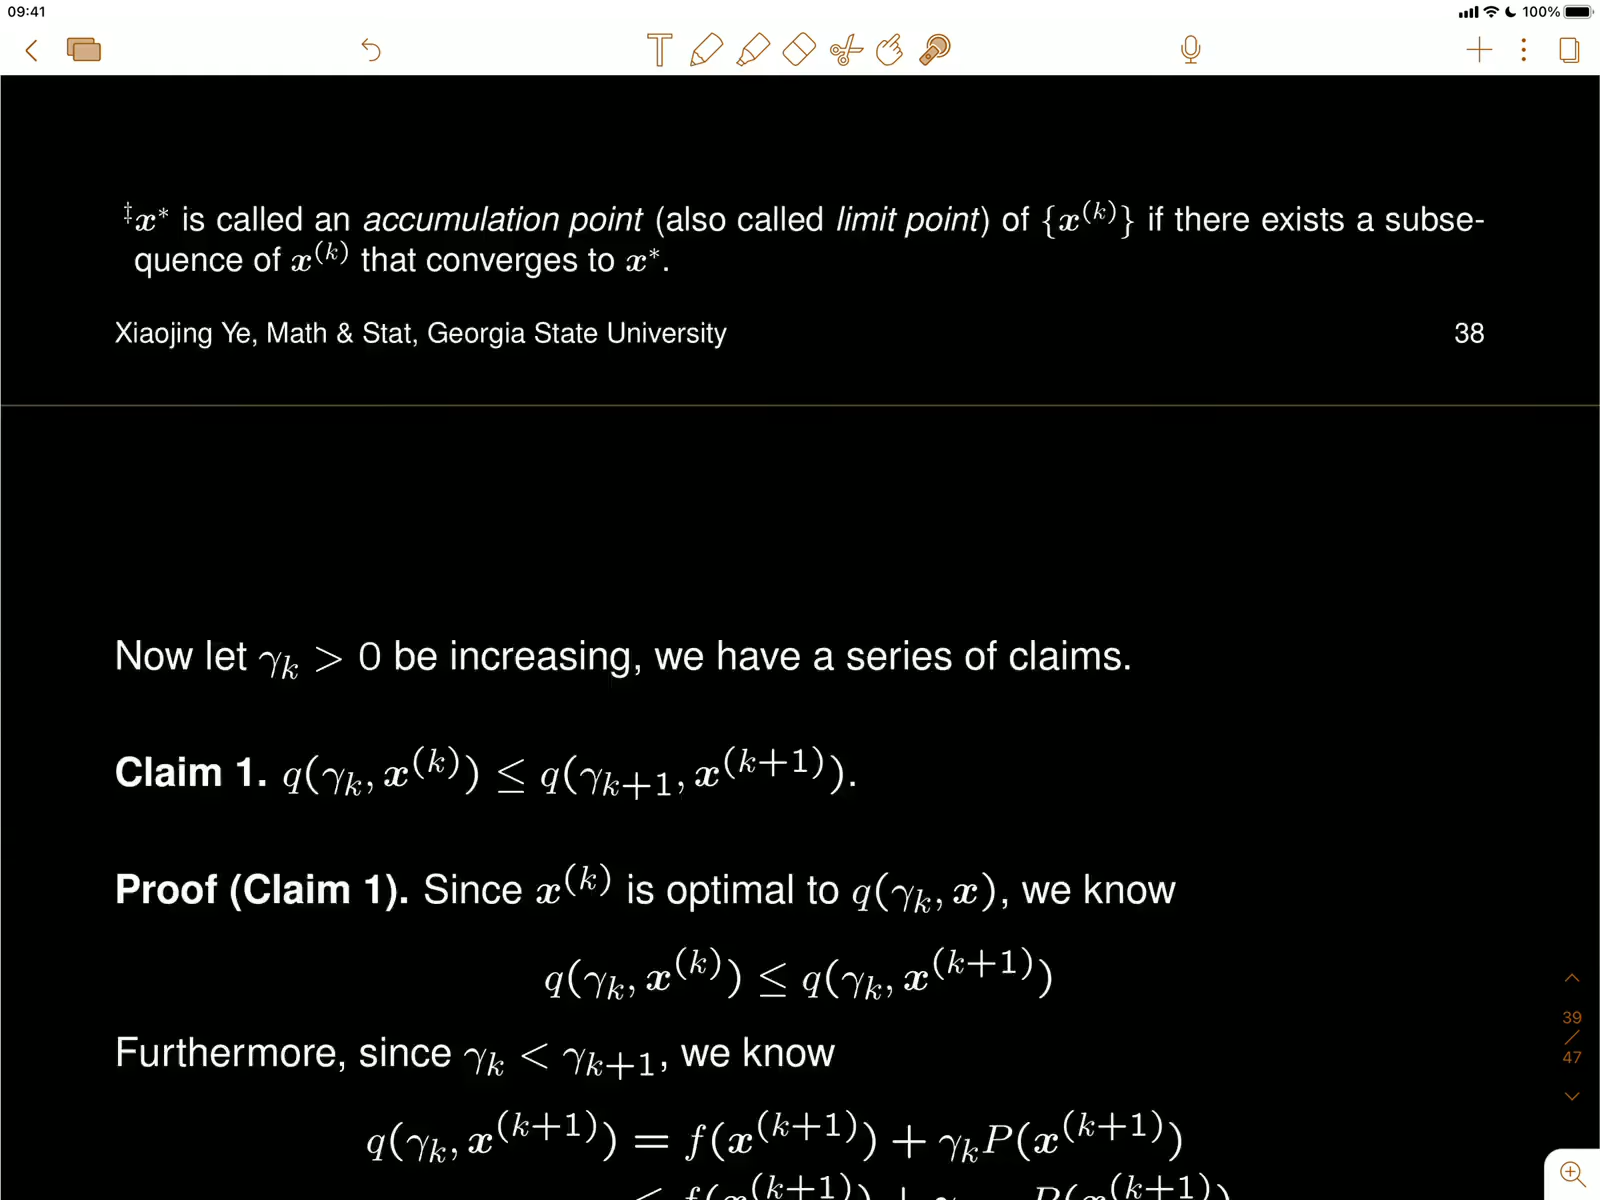 09:41
100%
‡x* is called an accumulation point (also called limit point) of {x^(k)} if there exists a subse-
quence of x^(k) that converges to x*.
Xiaojing Ye, Math & Stat, Georgia State University 38
Now let γ_k > 0 be increasing, we have a series of claims.
Claim 1. q(γ_k, x^(k)) ≤ q(γ_{k+1}, x^(k+1)).
Proof (Claim 1). Since x^(k) is optimal to q(γ_k, x), we know
q(γ_k, x^(k)) ≤ q(γ_k, x^(k+1))
Furthermore, since γ_k < γ_{k+1}, we know
q(γ_k, x^(k+1)) = f(x^(k+1)) + γ_k P(x^(k+1))
39
/
47